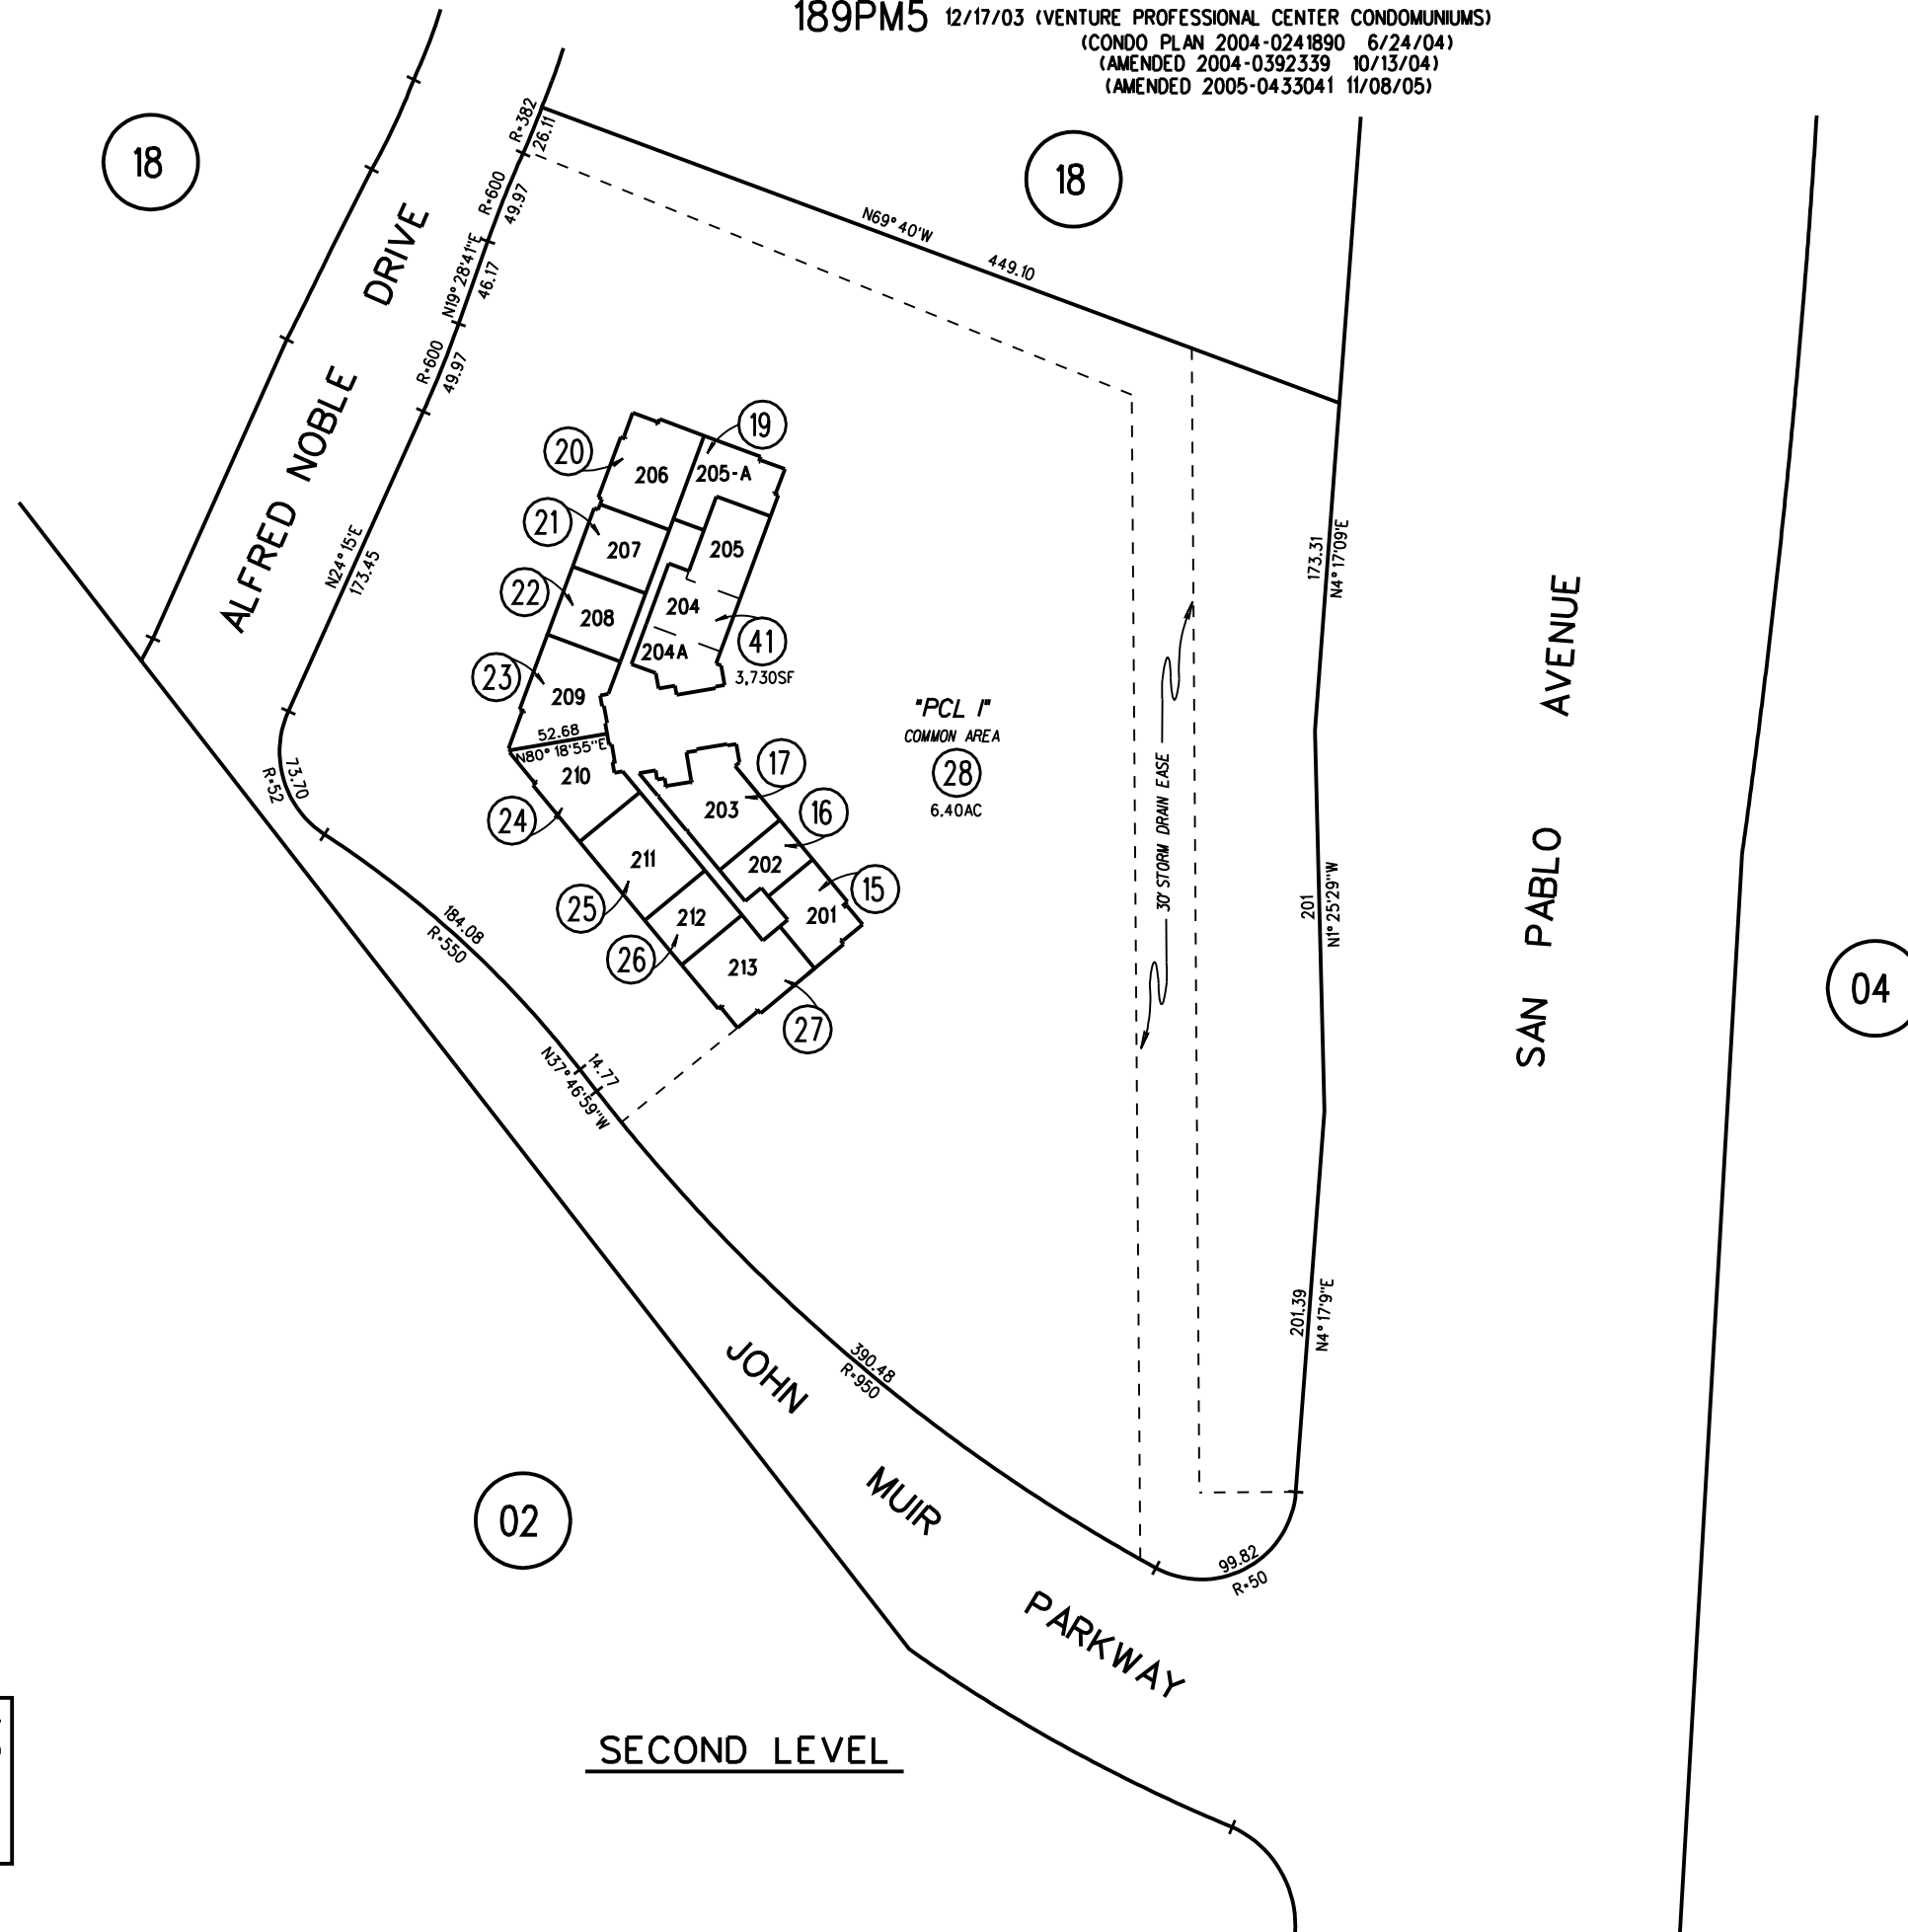 189PM5 12/17/03 (VENTURE PROFESSIONAL CENTER CONDOMUNIUMS)
(CONDO PLAN 2004-0241890 6/24/04)
(AMENDED 2004-0392339 10/13/04)
(AMENDED 2005-0433041 11/08/05)
18
18
R=382
26.11
R=600
49.97
N19°28'41"E
46.17
R=600
49.97
N24°15'E
173.45
ALFRED NOBLE DRIVE
N69°40'W
449.10
19
20
206
205-A
21
207
205
22
208
204
41
3,730SF
204A
23
209
52.68
N80°18'55"E
210
24
17
203
16
211
202
15
25
212
201
26
213
27
"PCL 1"
COMMON AREA
28
6.40AC
30' STORM DRAIN EASE
173.31
N4°17'09"E
201
N1°25'29"W
201.39
N4°17'9"E
SAN PABLO AVENUE
04
73.70
R=52
184.08
R=550
14.77
N37°46'59"W
390.48
R=950
99.82
R=50
JOHN MUIR PARKWAY
02
SECOND LEVEL